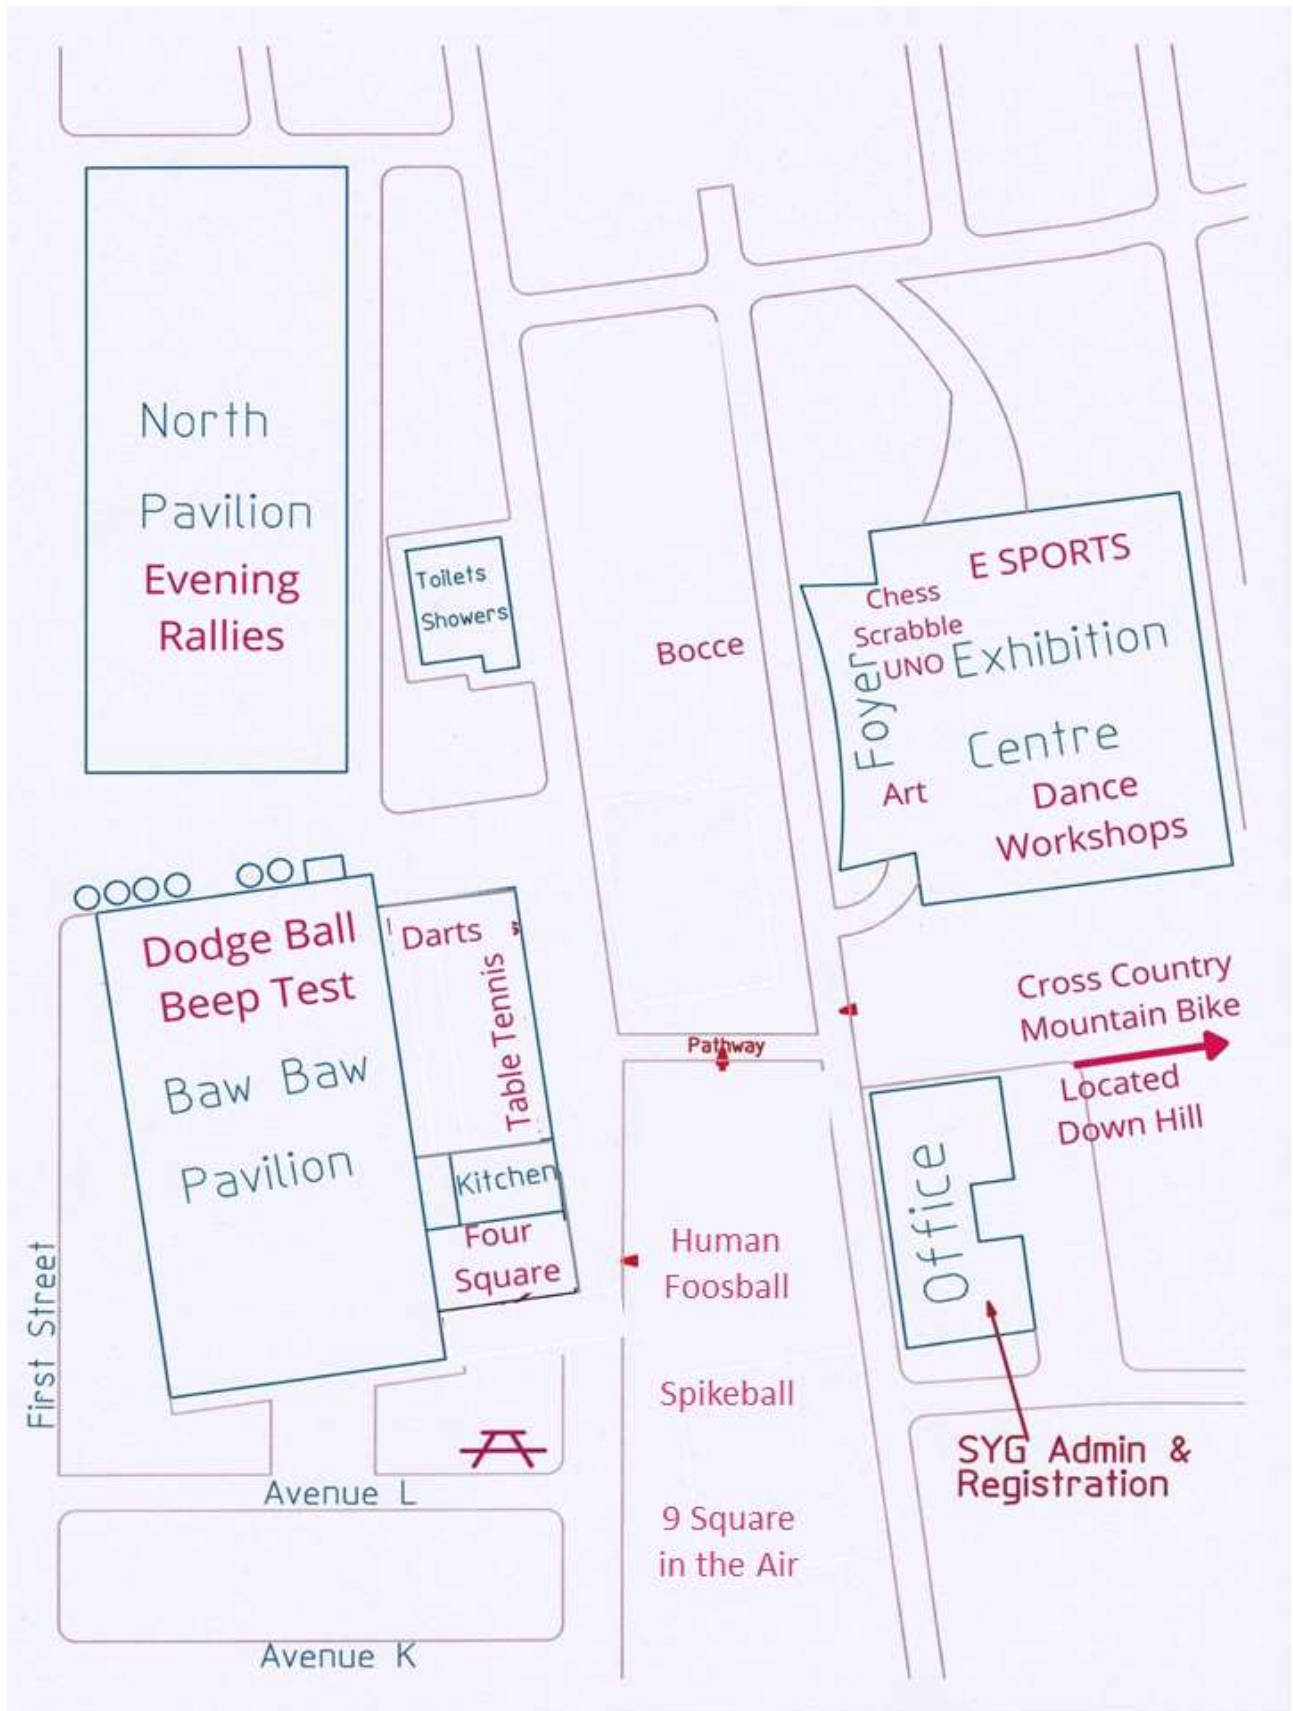 North
Pavilion
Evening
Rallies
Toilets
Showers
Bocce
E SPORTS
Chess
Scrabble
UNO
Foyer
Exhibition
Centre
Art
Dance
Workshops
Dodge Ball
Beep Test
Baw Baw
Pavilion
Darts
Table Tennis
Kitchen
Four
Square
Pathway
Cross Country
Mountain Bike
Located
Down Hill
Office
Human
Foosball
Spikeball
9 Square
in the Air
SYG Admin &
Registration
First Street
Avenue L
Avenue K